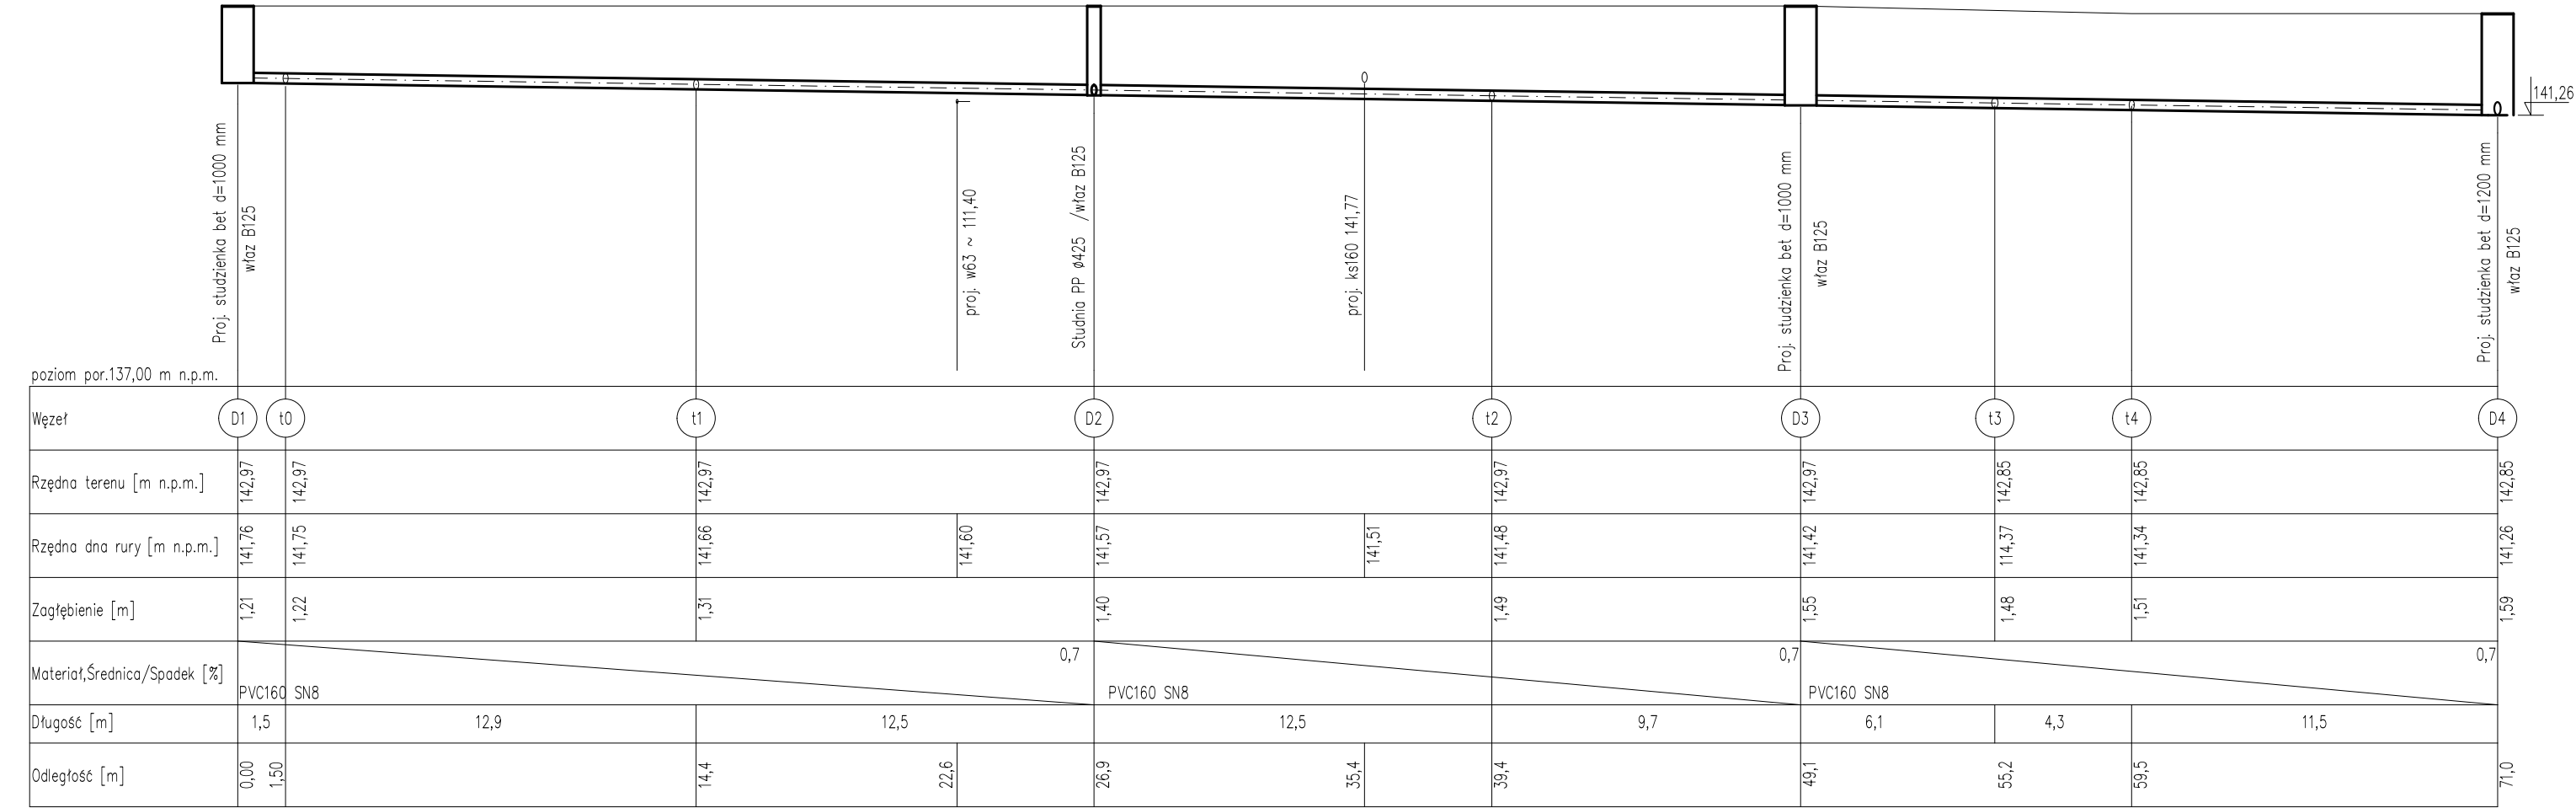 141,26
Proj. studzienka bet d=1000 mm
właz B125
proj. w63 ~ 111,40
Studnia PP ø425 /właz B125
proj. ks160 141,77
Proj. studzienka bet d=1000 mm
właz B125
Proj. studzienka bet d=1200 mm
właz B125
poziom por.137,00 m n.p.m.
Węzeł D1 t0 t1 D2 t2 D3 t3 t4 D4
Rzędna terenu [m n.p.m.] 142,97 142,97 142,97 142,97 142,97 142,97 142,85 142,85 142,85
Rzędna dna rury [m n.p.m.] 141,76 141,75 141,66 141,60 141,57 141,51 141,48 141,42 114,37 141,34 141,26
Zagłębienie [m] 1,21 1,22 1,31 1,40 1,49 1,55 1,48 1,51 1,59
Materiał,Średnica/Spadek [%] 0,7 0,7 0,7
PVC160 SN8 PVC160 SN8 PVC160 SN8
Długość [m] 1,5 12,9 12,5 12,5 9,7 6,1 4,3 11,5
Odległość [m] 0,00 1,50 14,4 22,6 26,9 35,4 39,4 49,1 55,2 59,5 71,0